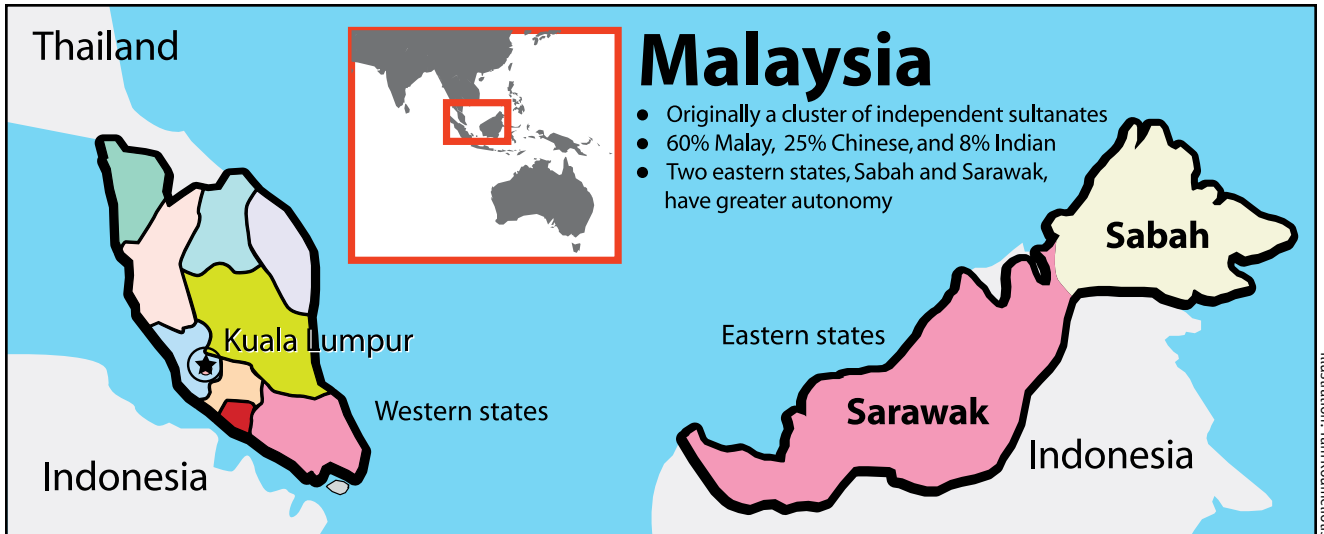 Thailand
Malaysia
• Originally a cluster of independent sultanates
• 60% Malay, 25% Chinese, and 8% Indian
• Two eastern states, Sabah and Sarawak,
have greater autonomy
Sabah
Kuala Lumpur
Eastern states
Western states
Sarawak
Indonesia
Indonesia